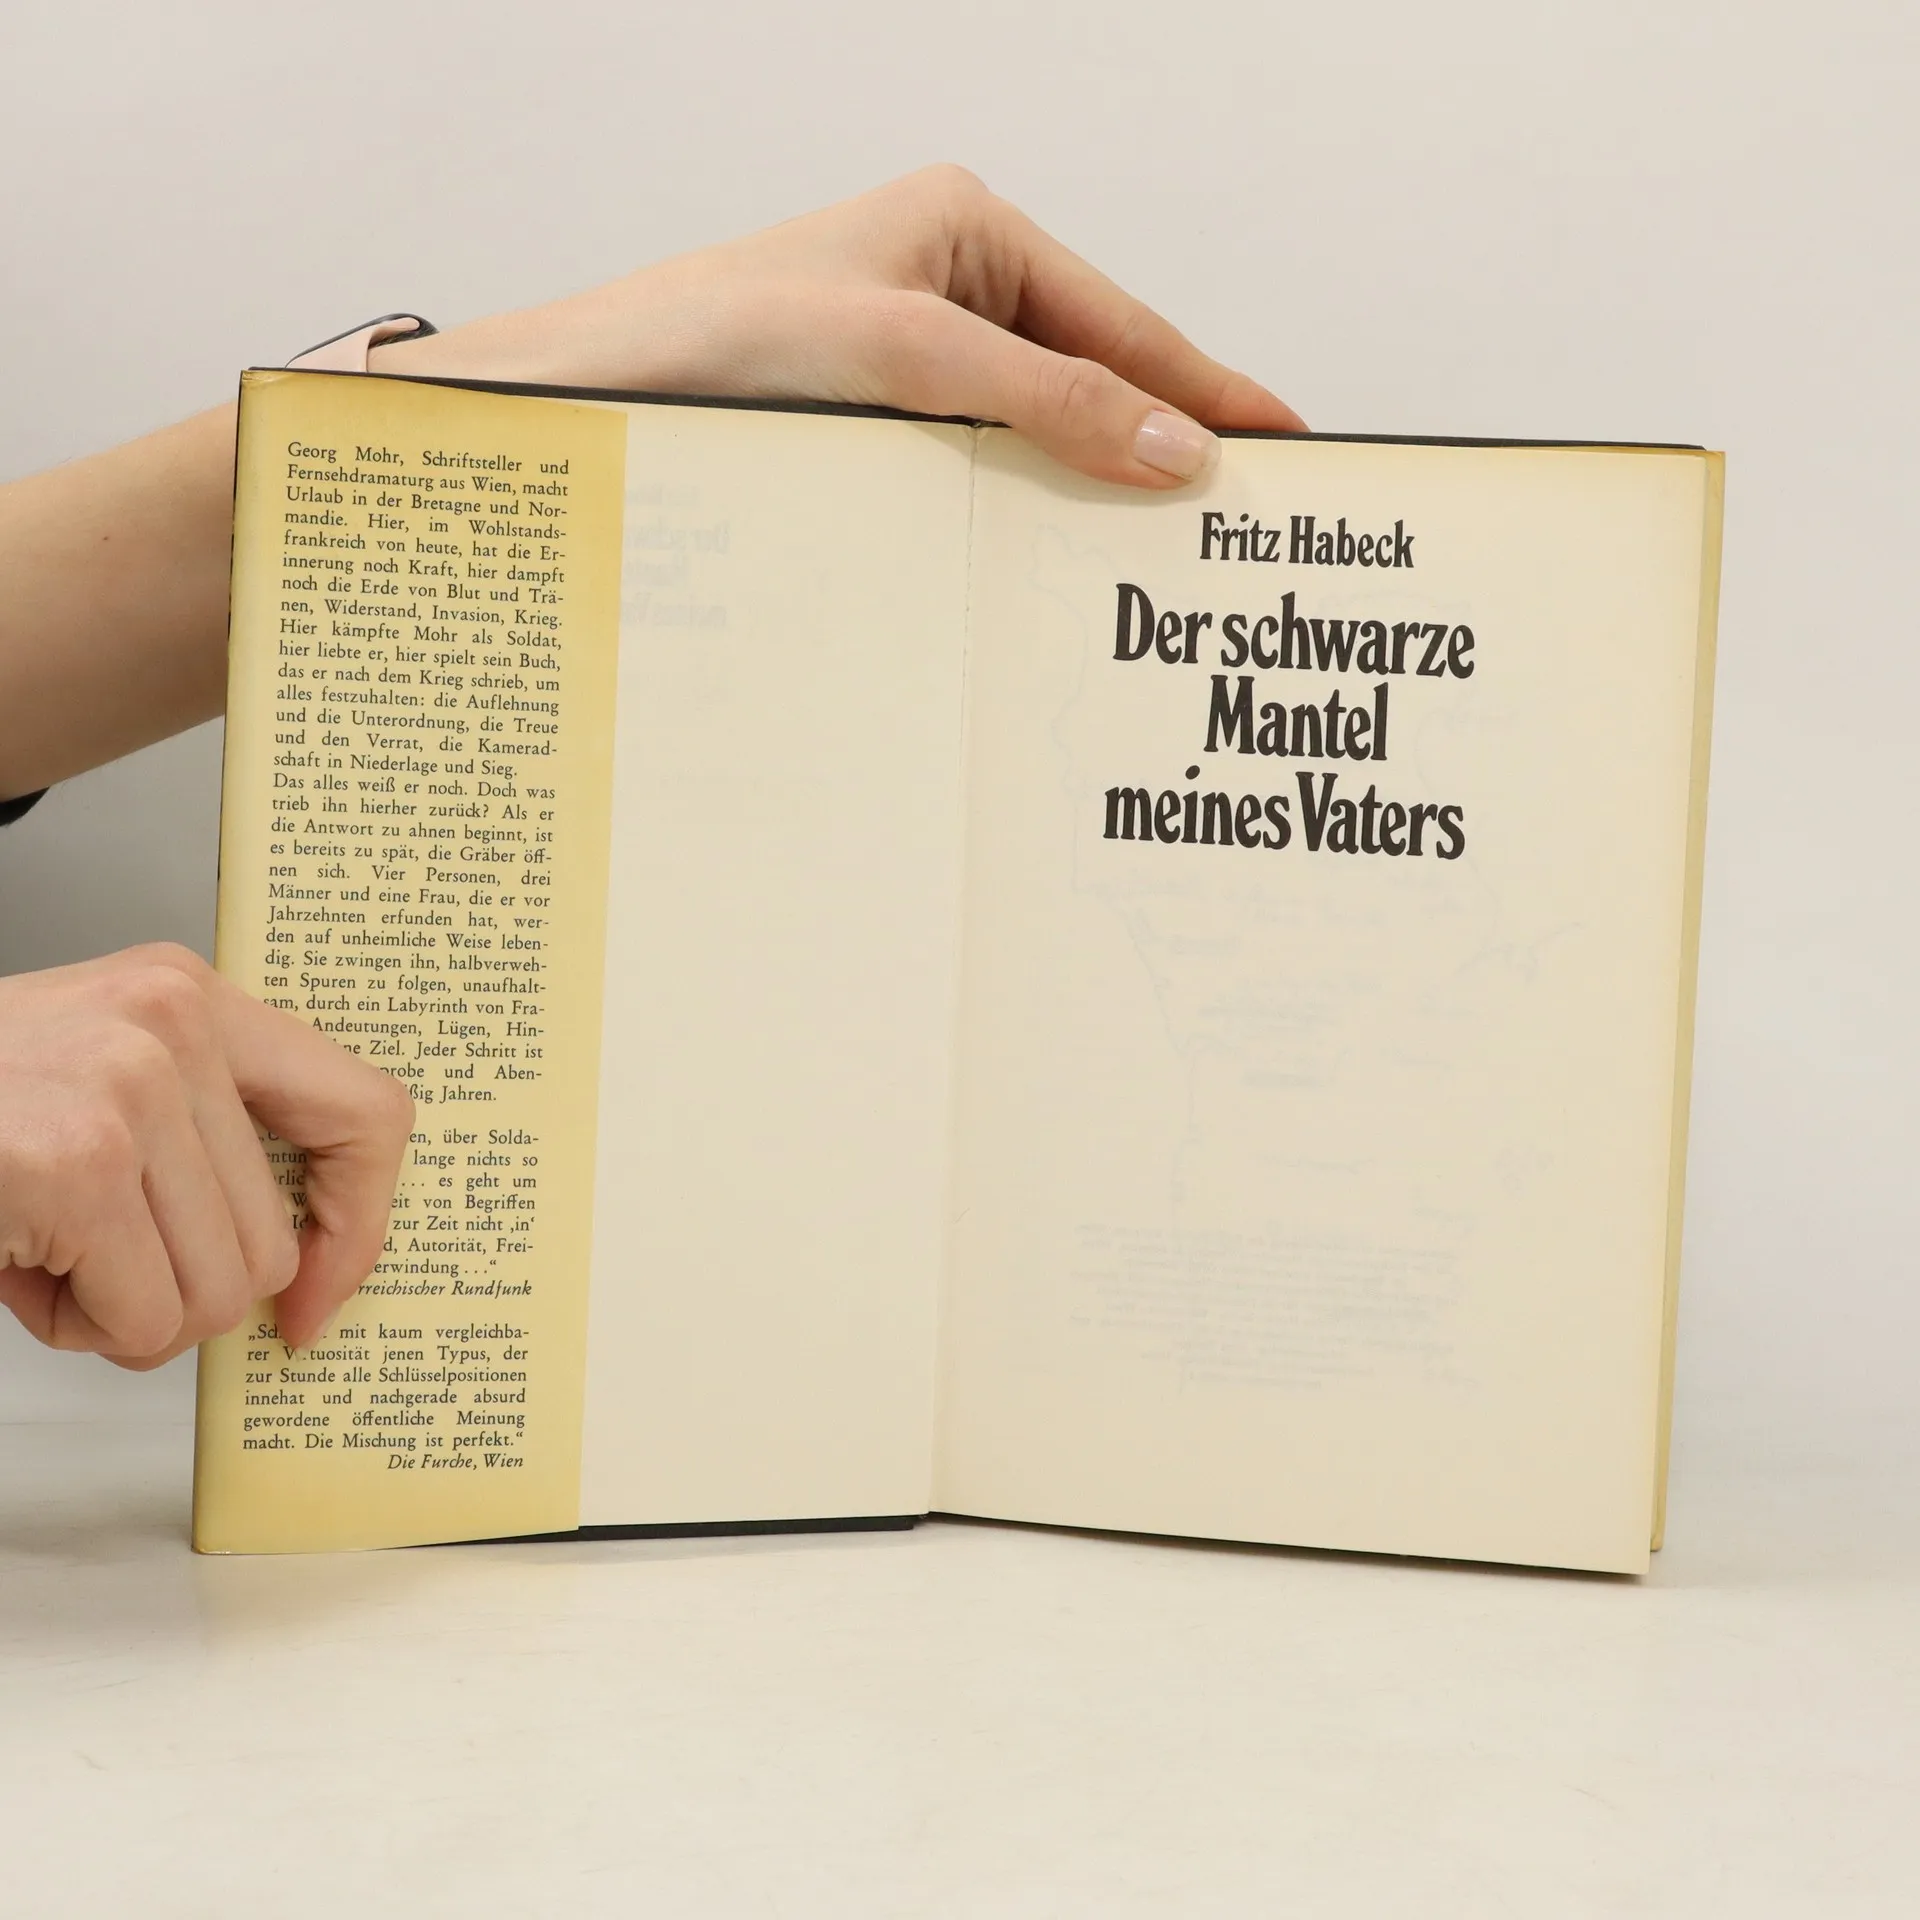 Georg Mohr, Schriftsteller und
Fernsehdramaturg aus Wien, macht
Urlaub in der Bretagne und Nor-
mandie. Hier, im Wohlstands-
frankreich von heute, hat die Er-
innerung noch Kraft, hier dampft
noch die Erde von Blut und Trä-
nen, Widerstand, Invasion, Krieg.
Hier kämpfte Mohr als Soldat,
hier liebte er, hier spielt sein Buch,
das er nach dem Krieg schrieb, um
alles festzuhalten: die Auflehnung
und die Unterordnung, die Treue
und den Verrat, die Kamerad-
schaft in Niederlage und Sieg.
Das alles weiß er noch. Doch was
trieb ihn hierher zurück? Als er
die Antwort zu ahnen beginnt, ist
es bereits zu spät, die Gräber öff-
nen sich. Vier Personen, drei
Männer und eine Frau, die er vor
Jahrzehnten erfunden hat, wer-
den auf unheimliche Weise leben-
dig. Sie zwingen ihn, halbverweh-
ten Spuren zu folgen, unaufhalt-
sam, durch ein Labyrinth von Fra-
Andeutungen, Lügen, Hin-
Ziel. Jeder Schritt ist
und Aben-
Jahren.
über Solda-
lange nichts so
... es geht um
von Begriffen
zur Zeit nicht ‚in‘
Autorität, Frei-
Rundfunk
mit kaum vergleichba-
rer Virtuosität jenen Typus, der
zur Stunde alle Schlüsselpositionen
innehat und nachgerade absurd
gewordene öffentliche Meinung
macht. Die Mischung ist perfekt.“
Die Furche, Wien
Fritz Habeck
Der schwarze
Mantel
meines Vaters